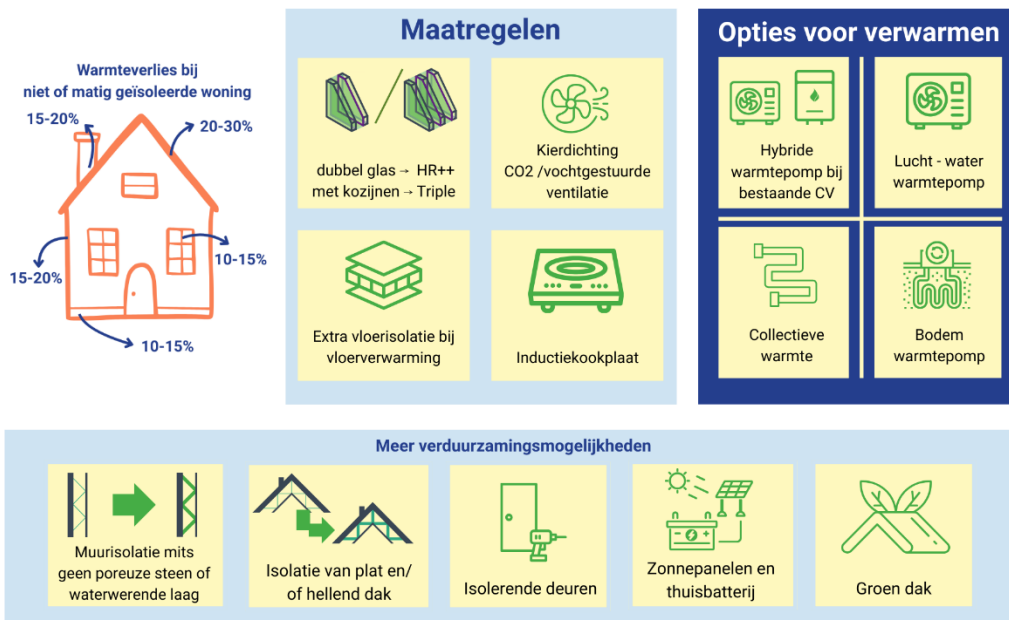 Warmteverlies bij
niet of matig geïsoleerde woning
15-20%
20-30%
15-20%
10-15%
10-15%
Maatregelen
dubbel glas → HR++
met kozijnen → Triple
Kierdichting
CO2 /vochtgestuurde
ventilatie
Extra vloerisolatie bij
vloerverwarming
Inductiekookplaat
Opties voor verwarmen
Hybride
warmtepomp bij
bestaande CV
Lucht - water
warmtepomp
Collectieve
warmte
Bodem
warmtepomp
Meer verduurzamingsmogelijkheden
Muurisolatie mits
geen poreuze steen of
waterwerende laag
Isolatie van plat en/
of hellend dak
Isolerende deuren
Zonnepanelen en
thuisbatterij
Groen dak